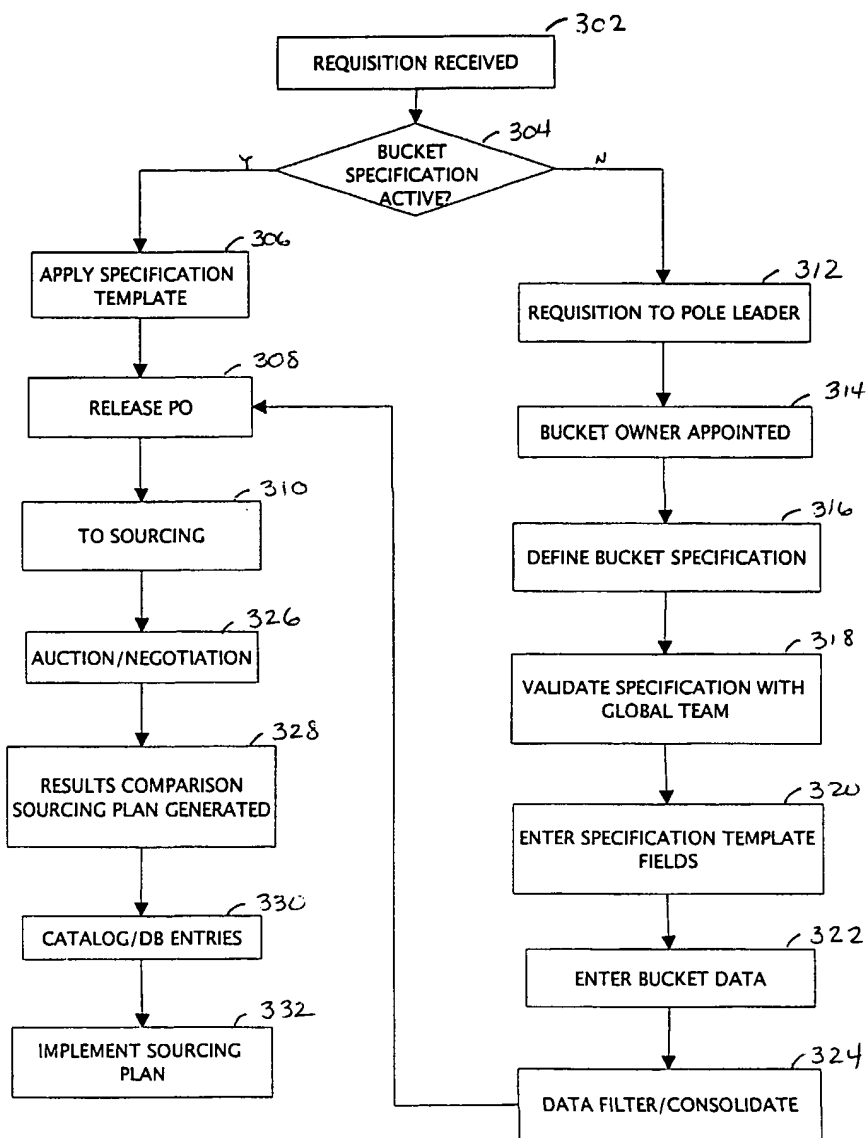 302
REQUISITION RECEIVED
304
BUCKET
SPECIFICATION
ACTIVE?
Y
N
306
APPLY SPECIFICATION
TEMPLATE
308
RELEASE PO
310
TO SOURCING
326
AUCTION/NEGOTIATION
328
RESULTS COMPARISON
SOURCING PLAN GENERATED
330
CATALOG/DB ENTRIES
332
IMPLEMENT SOURCING
PLAN
312
REQUISITION TO POLE LEADER
314
BUCKET OWNER APPOINTED
316
DEFINE BUCKET SPECIFICATION
318
VALIDATE SPECIFICATION WITH
GLOBAL TEAM
320
ENTER SPECIFICATION TEMPLATE
FIELDS
322
ENTER BUCKET DATA
324
DATA FILTER/CONSOLIDATE